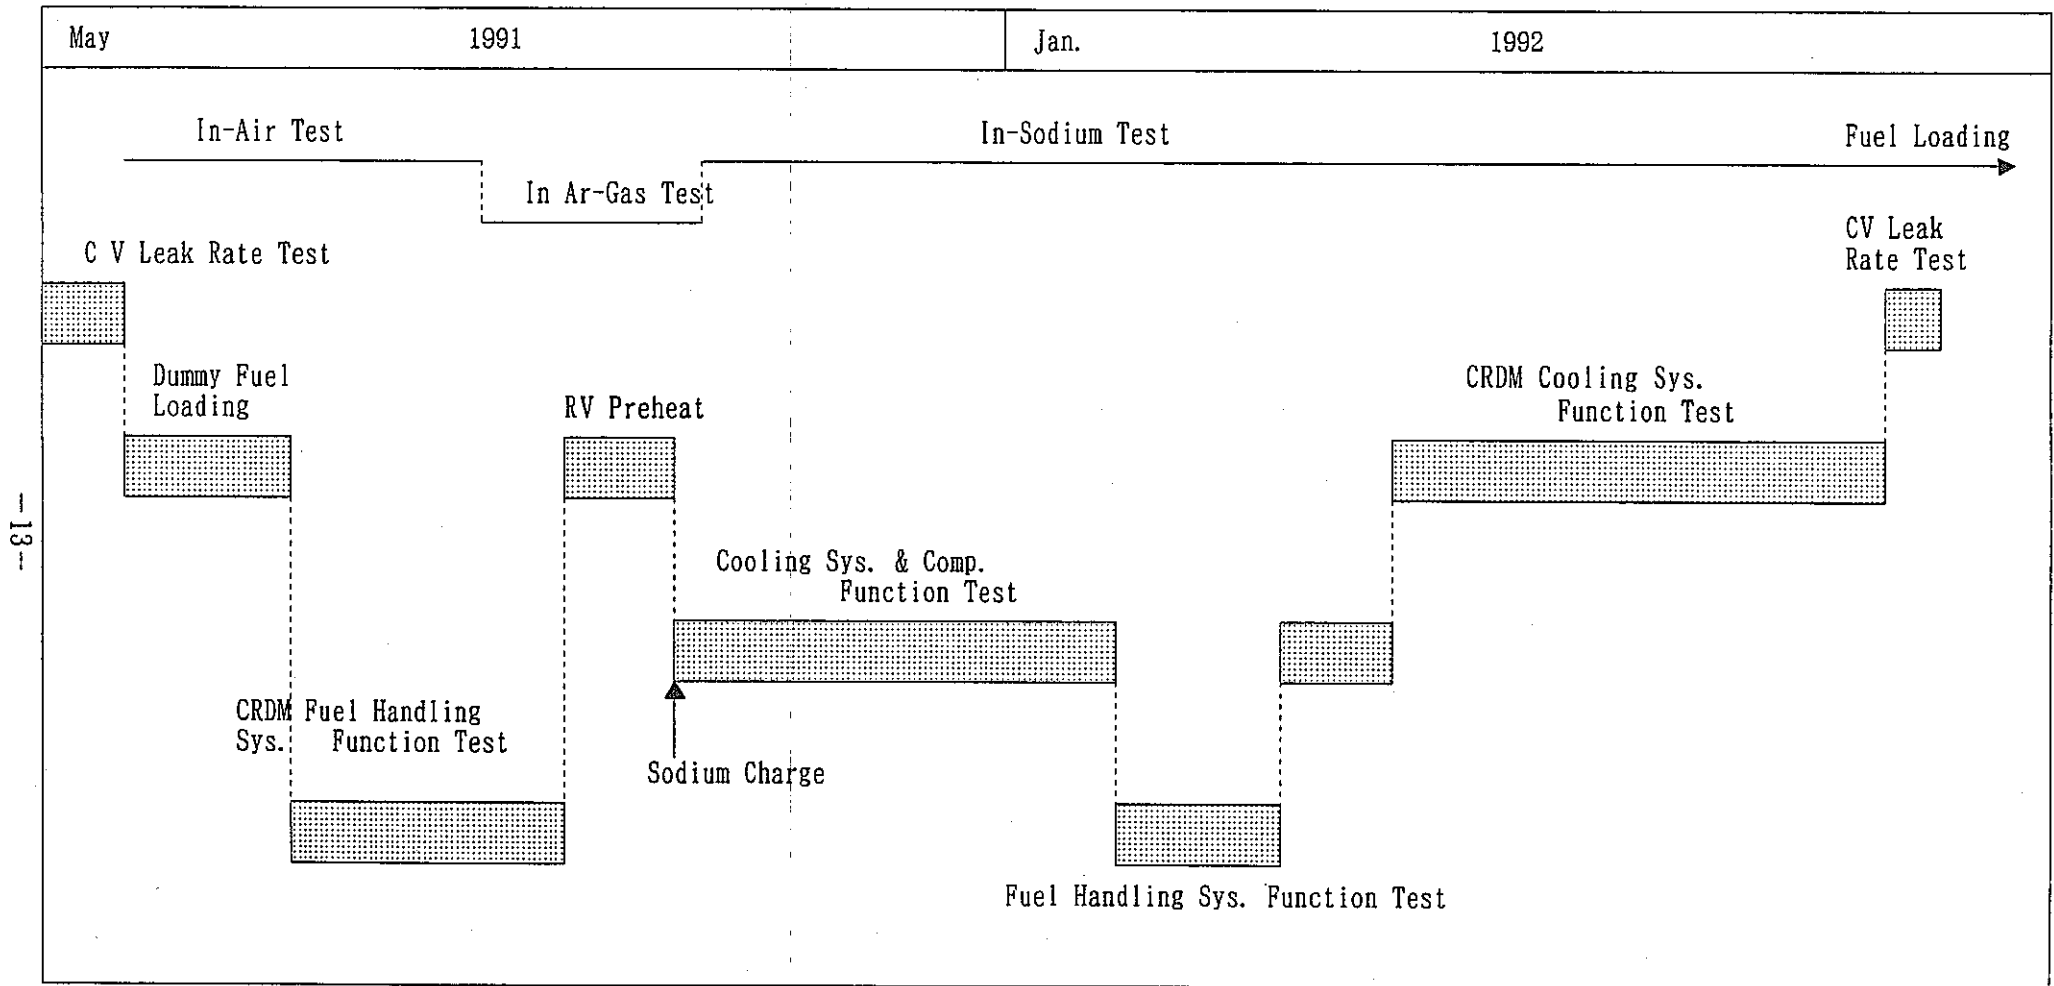 May 1991 Jan. 1992
In-Air Test
In-Sodium Test
Fuel Loading
In Ar-Gas Test
C V Leak Rate Test
CV Leak
Rate Test
Dummy Fuel
Loading
RV Preheat
CRDM Cooling Sys.
Function Test
Cooling Sys. & Comp.
Function Test
CRDM Fuel Handling
Sys. Function Test
Sodium Charge
Fuel Handling Sys. Function Test
-13-